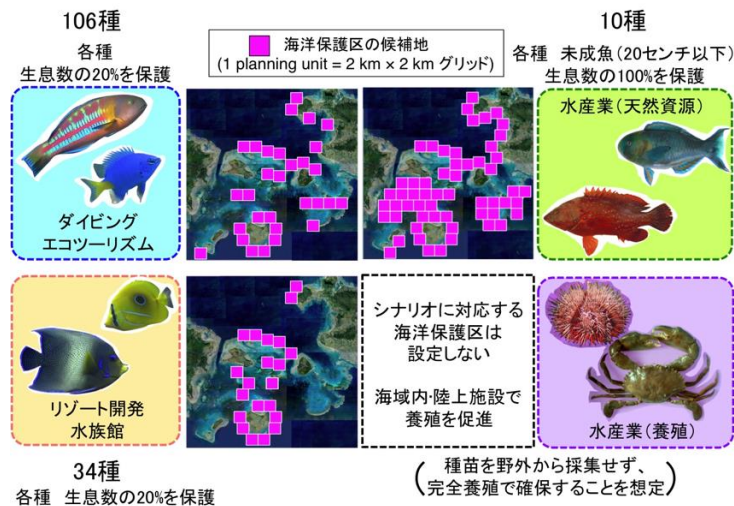 106種
各種
生息数の20%を保護
海洋保護区の候補地
(1 planning unit = 2 km × 2 km グリッド)
10種
各種 未成魚(20センチ以下)
生息数の100%を保護
ダイビング
エコツーリズム
水産業(天然資源)
リゾート開発
水族館
シナリオに対応する
海洋保護区は
設定しない
海域内・陸上施設で
養殖を促進
水産業(養殖)
34種
各種 生息数の20%を保護
(種苗を野外から採集せず、
完全養殖で確保することを想定)